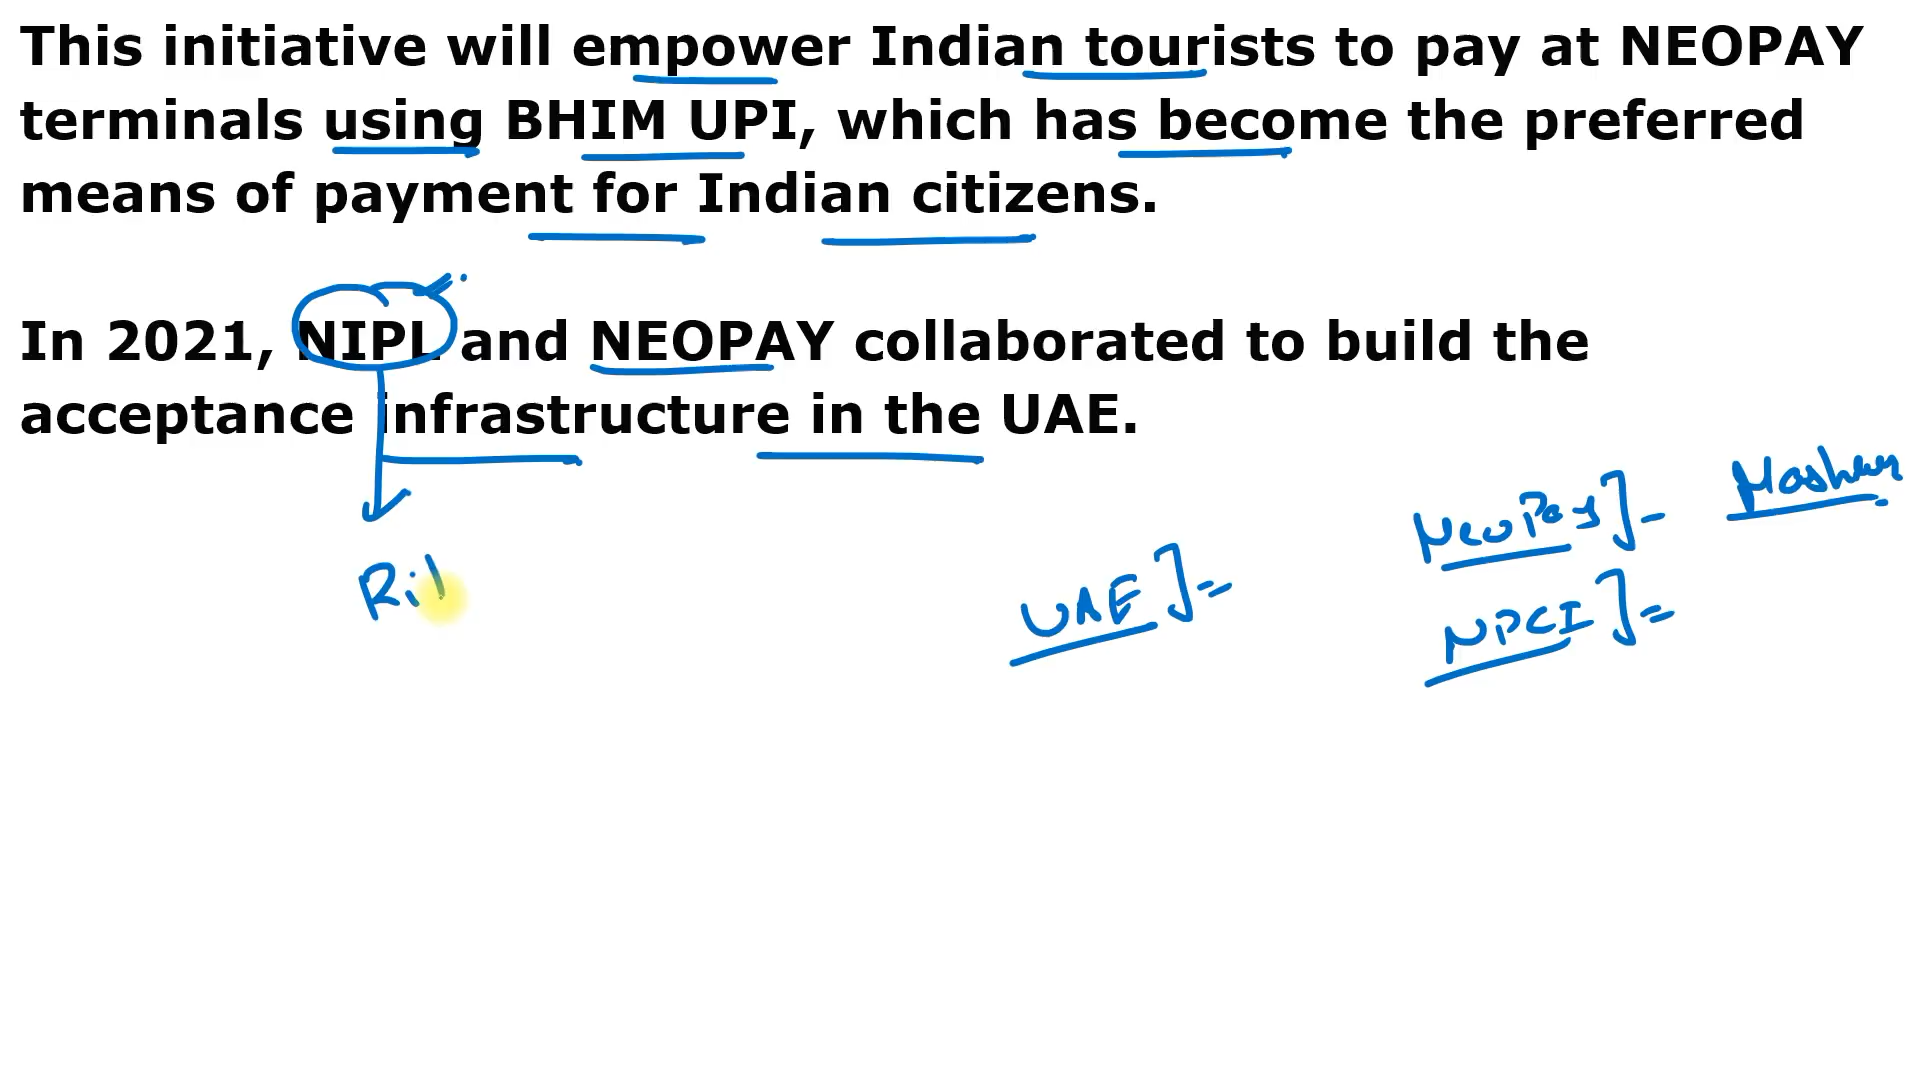 This initiative will empower Indian tourists to pay at NEOPAY
terminals using BHIM UPI, which has become the preferred
means of payment for Indian citizens.
In 2021, NIPL and NEOPAY collaborated to build the
acceptance infrastructure in the UAE.
NeoPay
UAE
NPCI